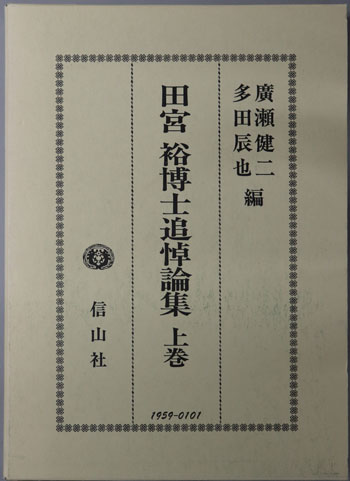 廣瀬健二
多田辰也 編
田宮 裕博士追悼論集 上巻
信山社
1959-0101